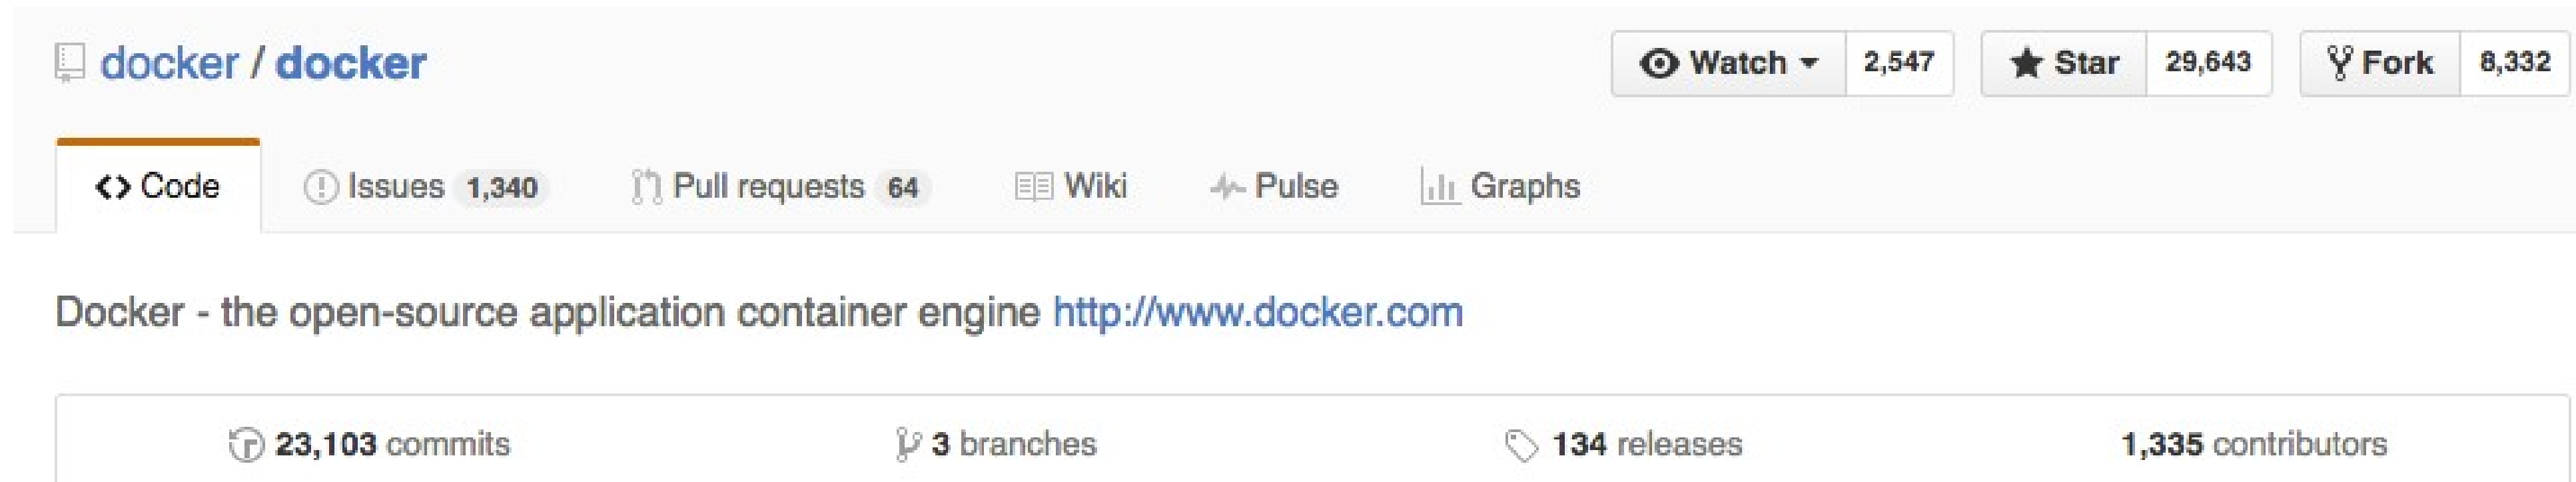 docker / docker Watch 2,547 Star 29,643 Fork 8,332
Code Issues 1,340 Pull requests 64 Wiki Pulse Graphs
Docker - the open-source application container engine http://www.docker.com
23,103 commits 3 branches 134 releases 1,335 contributors